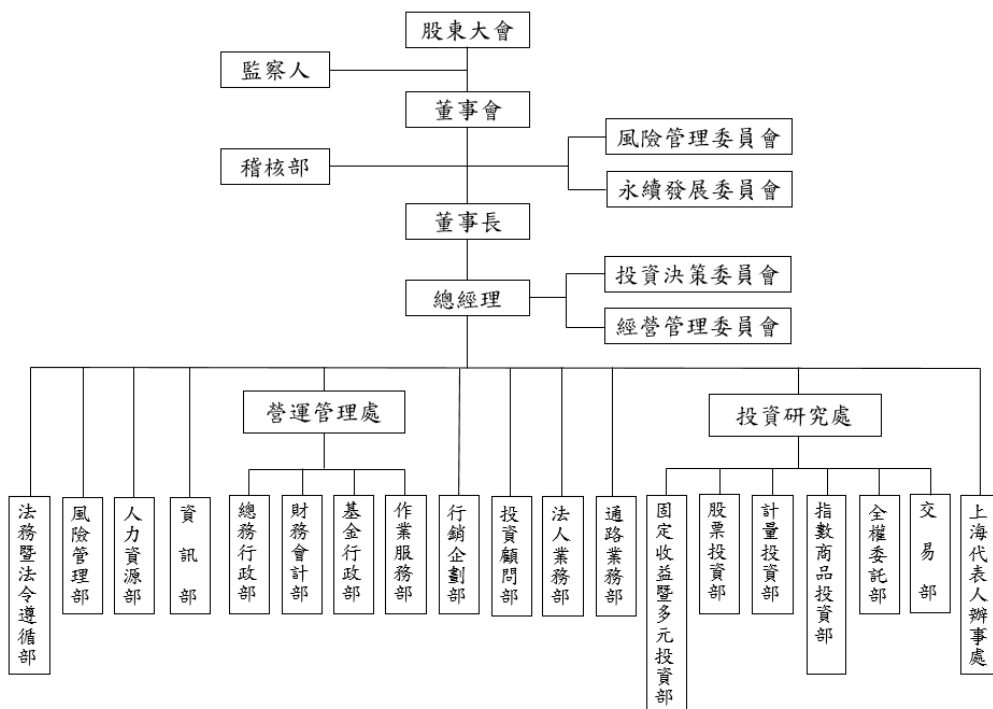 股東大會
監察人
董事會
風險管理委員會
稽核部
永續發展委員會
董事長
投資決策委員會
總經理
經營管理委員會
營運管理處
投資研究處
法務暨法令遵循部
風險管理部
人力資源部
資訊部
總務行政部
財務會計部
基金行政部
作業服務部
行銷企劃部
投資顧問部
法人業務部
通路業務部
固定收益暨多元投資部
股票投資部
計量投資部
指數商品投資部
全權委託部
交易部
上海代表人辦事處